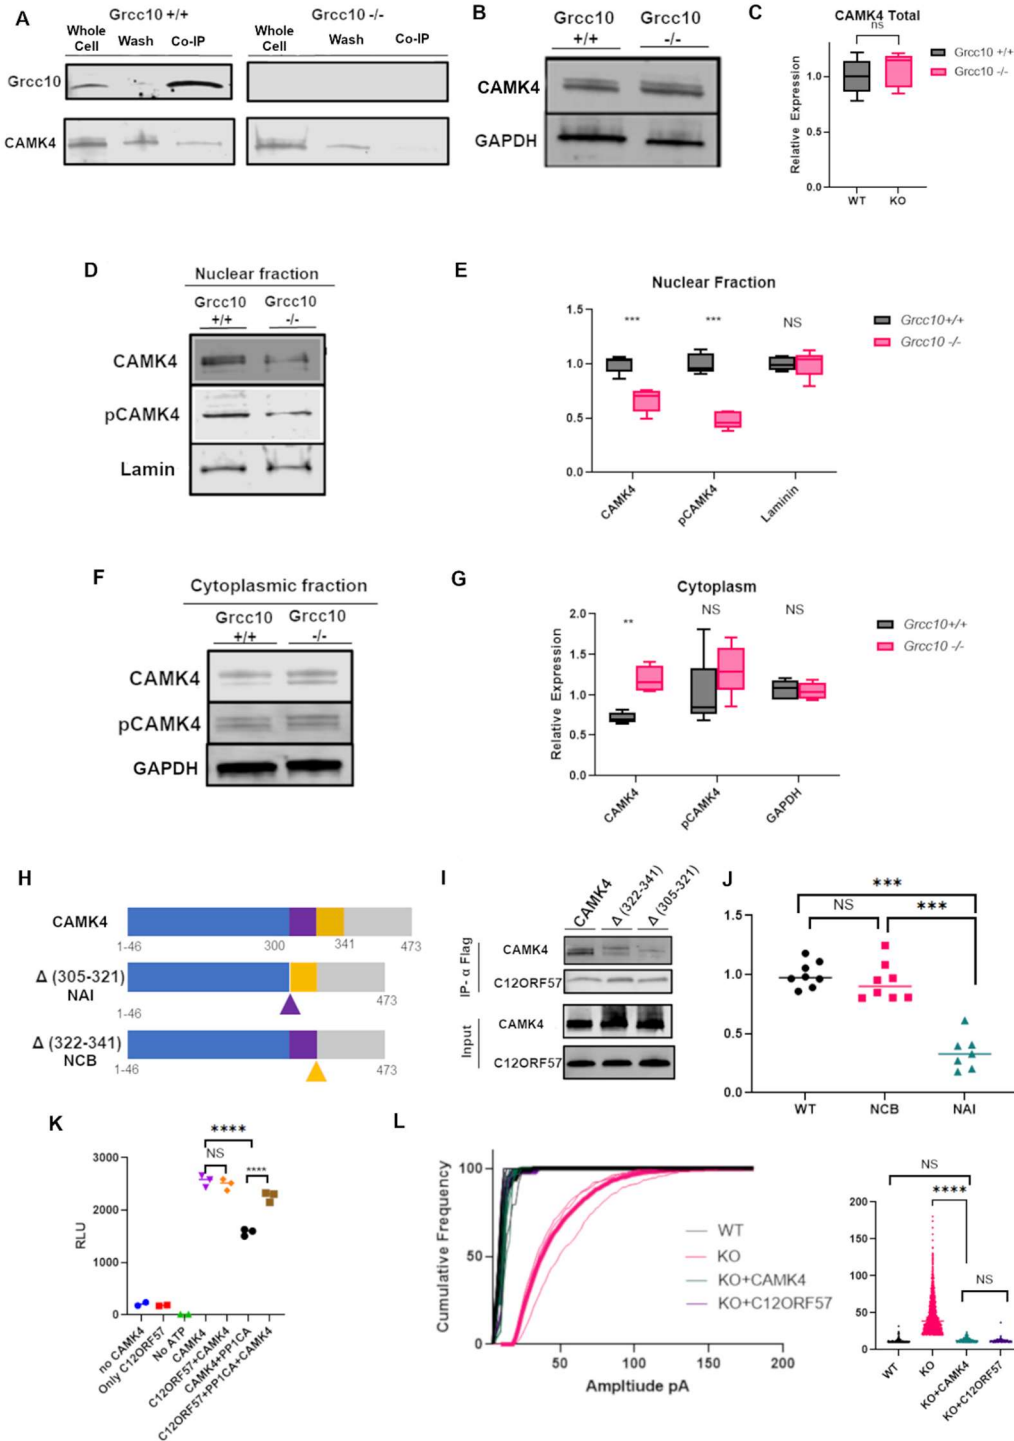 A
Grcc10 +/+
Grcc10 -/-
Whole Cell
Wash
Co-IP
Whole Cell
Wash
Co-IP
Grcc10
CAMK4
B
Grcc10 +/+
Grcc10 -/-
CAMK4
GAPDH
C
CAMK4 Total
ns
Grcc10 +/+
Grcc10 -/-
Relative Expression
1.0
0.5
0.0
WT
KO
D
Nuclear fraction
Grcc10 +/+
Grcc10 -/-
CAMK4
pCAMK4
Lamin
E
Nuclear Fraction
1.5
1.0
0.5
0.0
***
***
NS
Grcc10+/+
Grcc10 -/-
CAMK4
pCAMK4
Laminin
F
Cytoplasmic fraction
Grcc10 +/+
Grcc10 -/-
CAMK4
pCAMK4
GAPDH
G
Cytoplasm
Relative Expression
2.0
1.5
1.0
0.5
0.0
**
NS
NS
Grcc10+/+
Grcc10 -/-
CAMK4
pCAMK4
GAPDH
H
CAMK4
1-46
300
341
473
Δ (305-321)
NAI
1-46
473
Δ (322-341)
NCB
1-46
473
I
CAMK4
Δ (322-341)
Δ (305-321)
IP- α Flag
CAMK4
C12ORF57
Input
CAMK4
C12ORF57
J
***
NS
***
1.5
1.0
0.5
0.0
WT
NCB
NAI
K
****
NS
****
RLU
3000
2000
1000
0
no CAMK4
Only C12ORF57
No ATP
CAMK4
C12ORF57+CAMK4
CAMK4+PP1CA
C12ORF57+PP1CA+CAMK4
L
Cumulative Frequency
100
50
0
50
100
150
200
Ampltiude pA
WT
KO
KO+CAMK4
KO+C12ORF57
NS
****
NS
200
150
100
50
0
WT
KO
KO+CAMK4
KO+C12ORF57